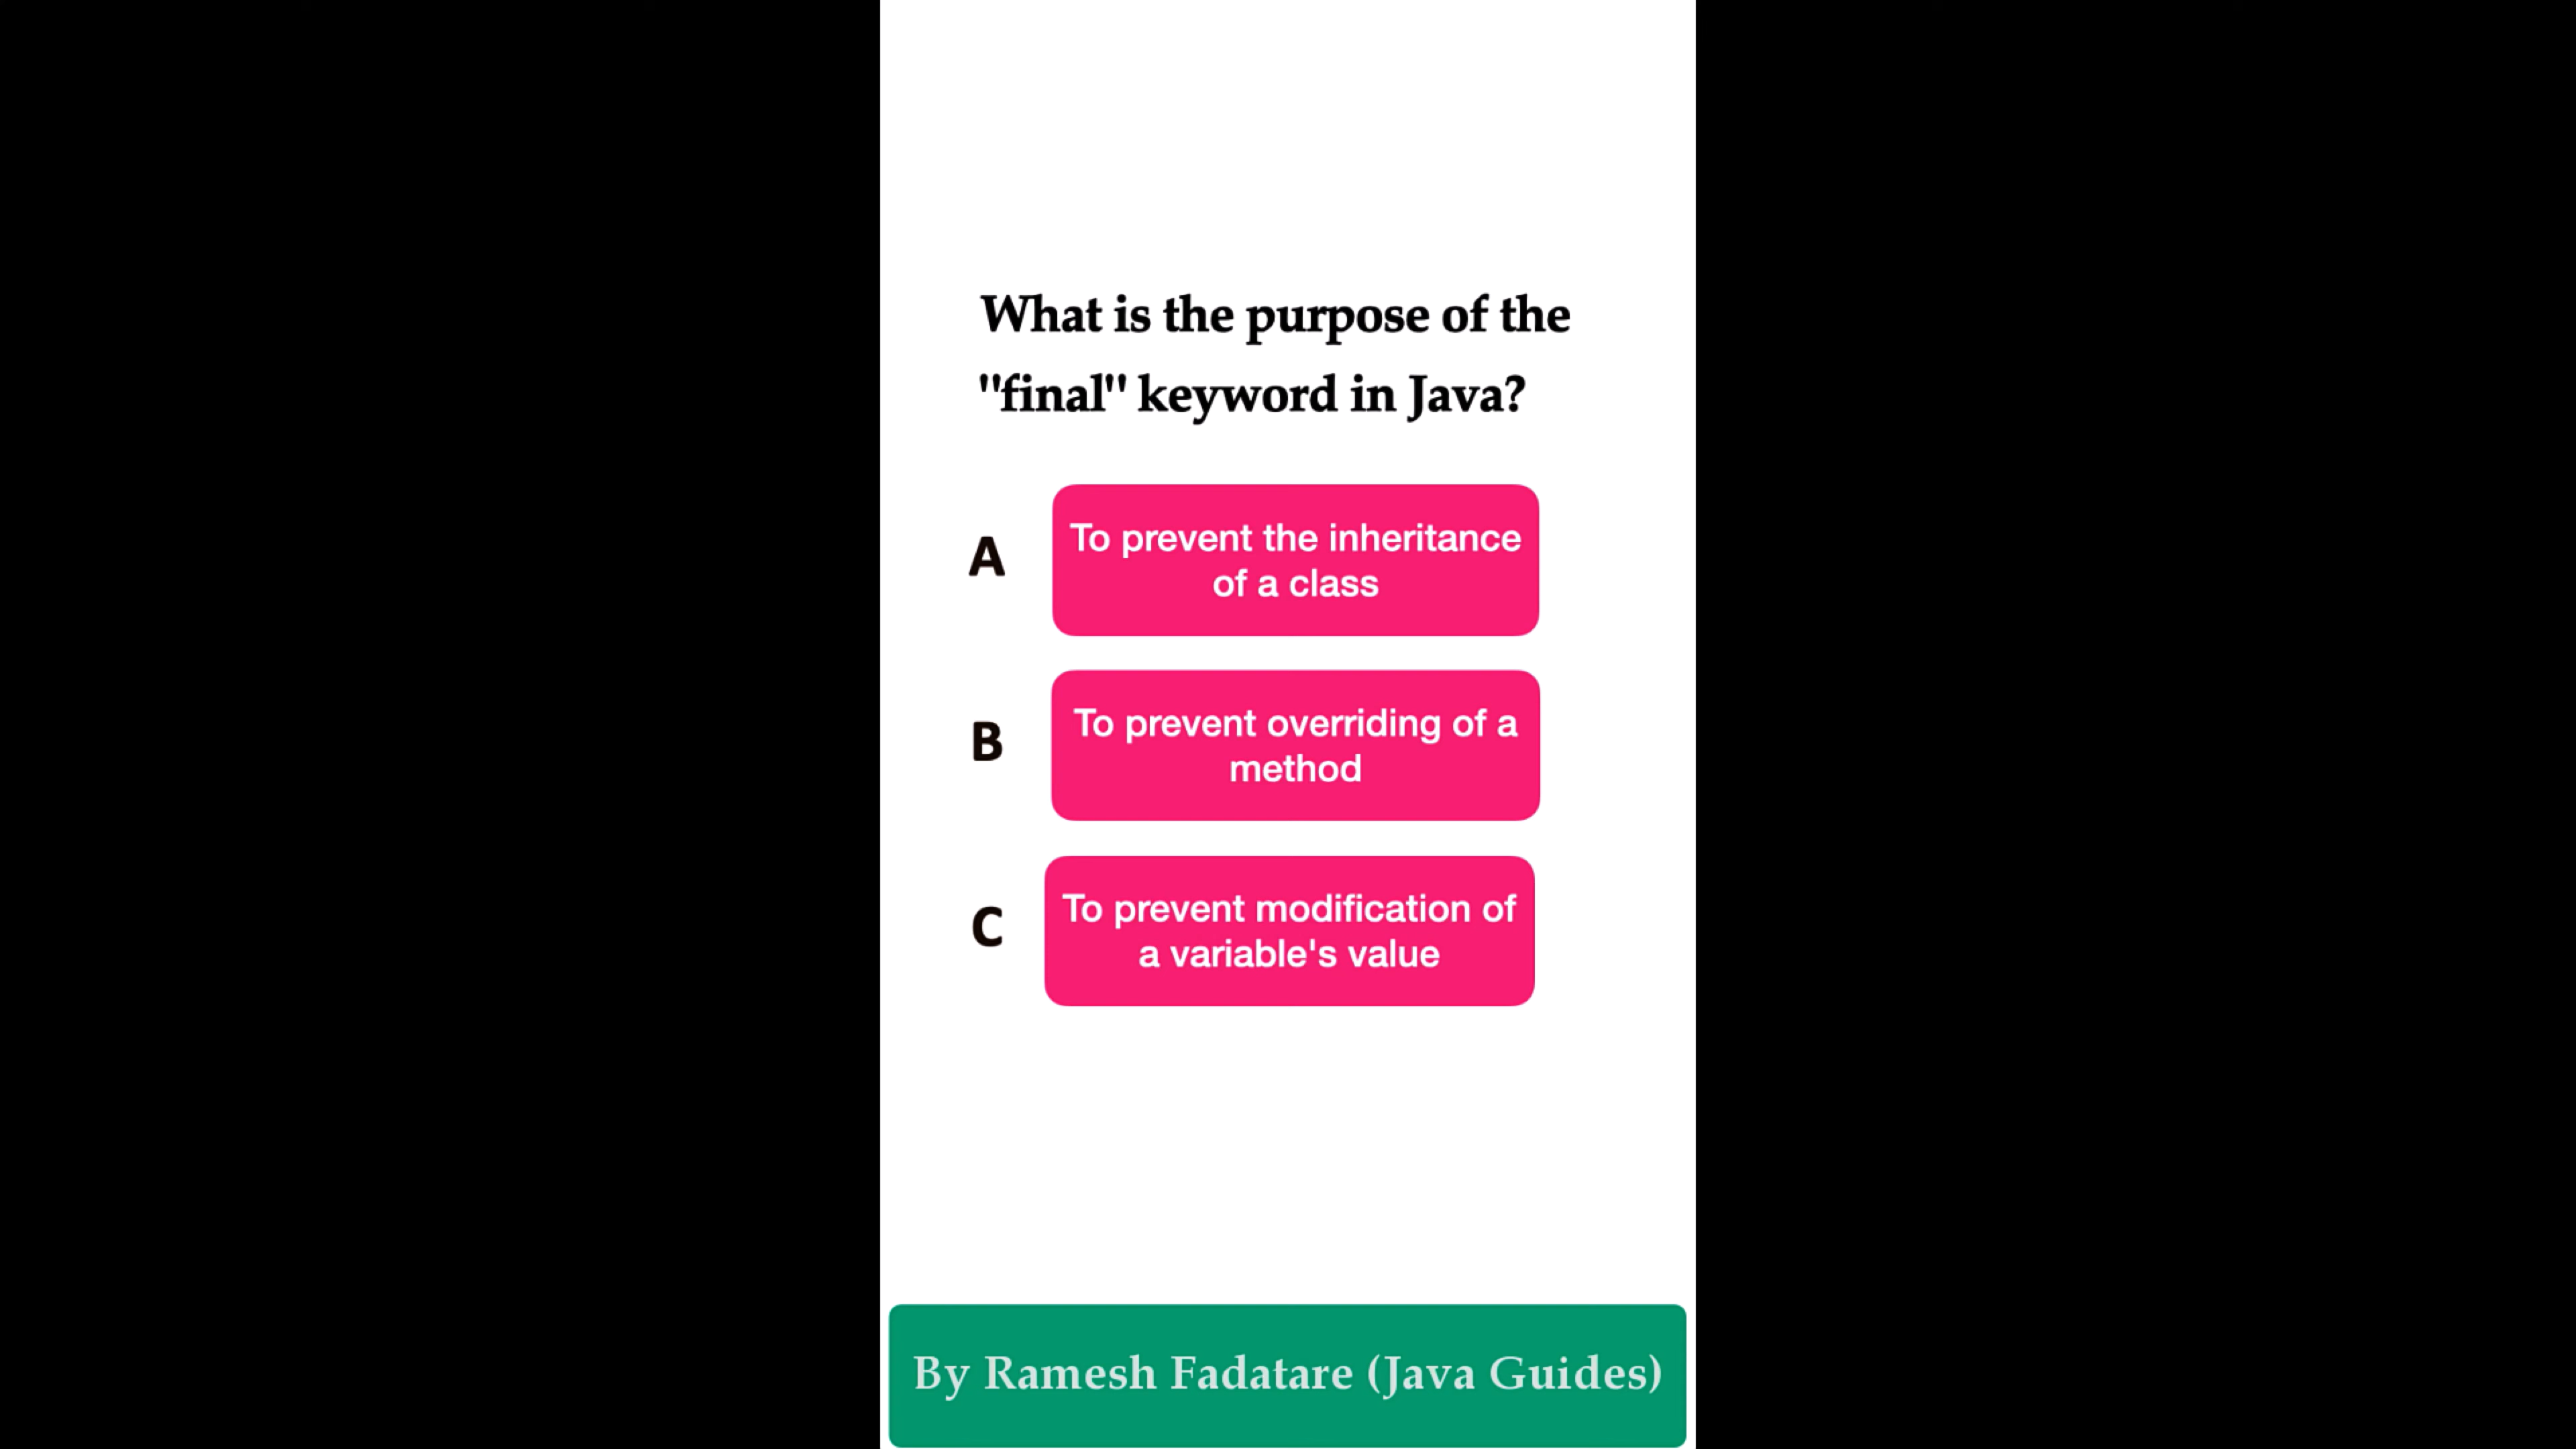 What is the purpose of the
"final" keyword in Java?
A
To prevent the inheritance
of a class
B
To prevent overriding of a
method
C
To prevent modification of
a variable's value
By Ramesh Fadatare (Java Guides)